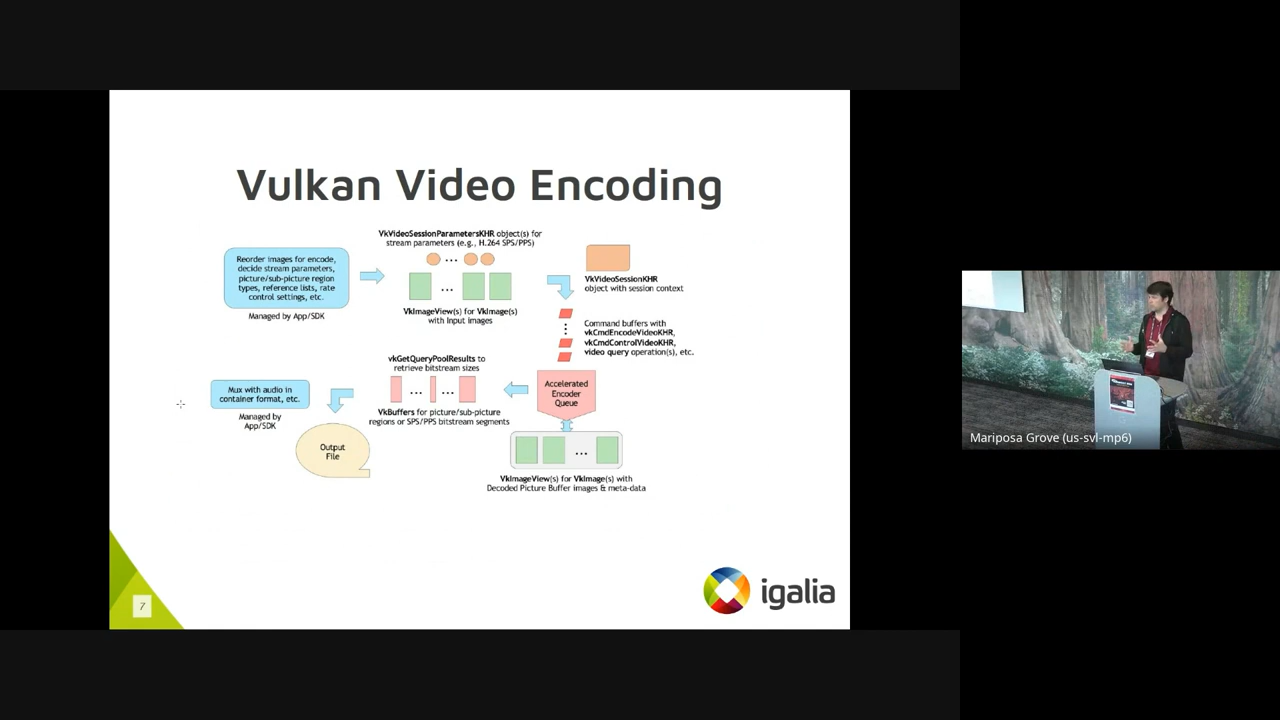 Vulkan Video Encoding
VkVideoSessionParametersKHR object(s) for
stream parameters (e.g., H.264 SPS/PPS)
Reorder images for encode,
decide stream parameters,
picture/sub-picture region
types, reference lists, rate
control settings, etc.
Managed by App/SDK
...
...
VkImageView(s) for VkImage(s)
with Input images
VkVideoSessionKHR
object with session context
Command buffers with
vkCmdEncodeVideoKHR,
vkCmdControlVideoKHR,
video query operation(s), etc.
vkGetQueryPoolResults to
retrieve bitstream sizes
... ...
VkBuffers for picture/sub-picture
regions or SPS/PPS bitstream segments
Accelerated
Encoder
Queue
Mux with audio in
container format, etc.
Managed by
App/SDK
Output
File
...
VkImageView(s) for VkImage(s) with
Decoded Picture Buffer images & meta-data
7
igalia
Mariposa Grove (us-svl-mp6)